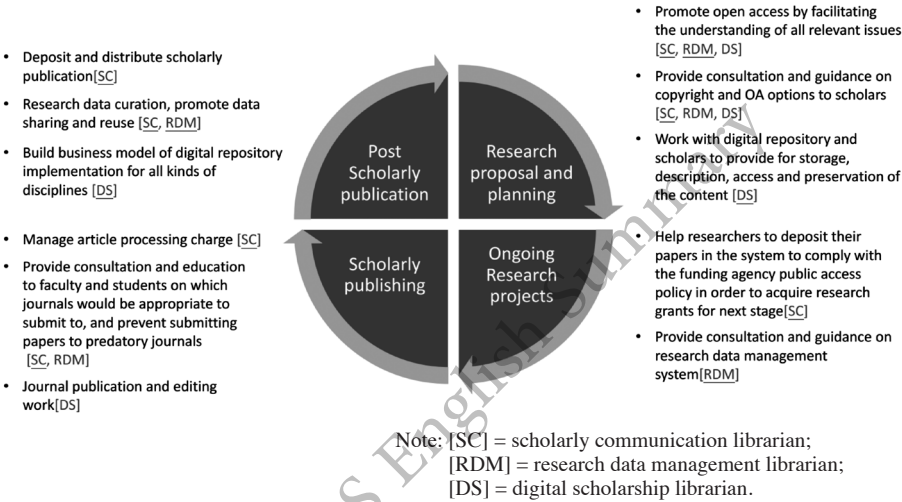 • Deposit and distribute scholarly
publication[SC]
• Research data curation, promote data
sharing and reuse [SC, RDM]
• Build business model of digital repository
implementation for all kinds of
disciplines [DS]
• Manage article processing charge [SC]
• Provide consultation and education
to faculty and students on which
journals would be appropriate to
submit to, and prevent submitting
papers to predatory journals
[SC, RDM]
• Journal publication and editing
work[DS]
Post
Scholarly
publication
Research
proposal and
planning
Scholarly
publishing
Ongoing
Research
projects
• Promote open access by facilitating
the understanding of all relevant issues
[SC, RDM, DS]
• Provide consultation and guidance on
copyright and OA options to scholars
[SC, RDM, DS]
• Work with digital repository and
scholars to provide for storage,
description, access and preservation of
the content [DS]
• Help researchers to deposit their
papers in the system to comply with
the funding agency public access
policy in order to acquire research
grants for next stage[SC]
• Provide consultation and guidance on
research data management
system[RDM]
Note: [SC] = scholarly communication librarian;
[RDM] = research data management librarian;
[DS] = digital scholarship librarian.
S English Summary